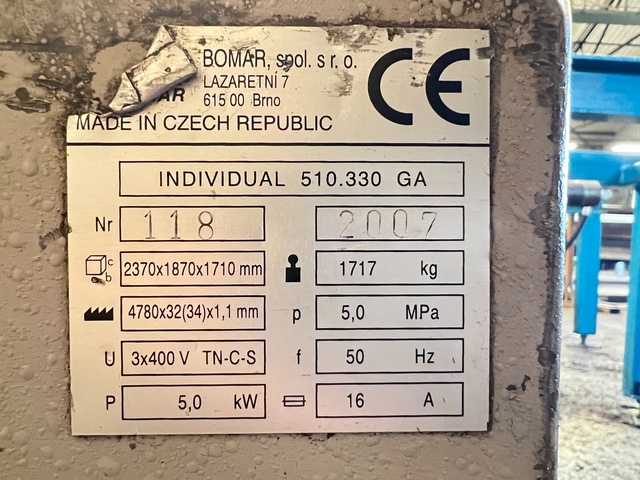 BOMAR, spol. s r. o.
LAZARETNÍ 7
615 00 Brno
CE
MADE IN CZECH REPUBLIC
INDIVIDUAL 510.330 GA
Nr 118 2007
c
b
2370x1870x1710 mm 1717 kg
4780x32(34)x1,1 mm p 5,0 MPa
U 3x400 V TN-C-S f 50 Hz
P 5,0 kW 16 A